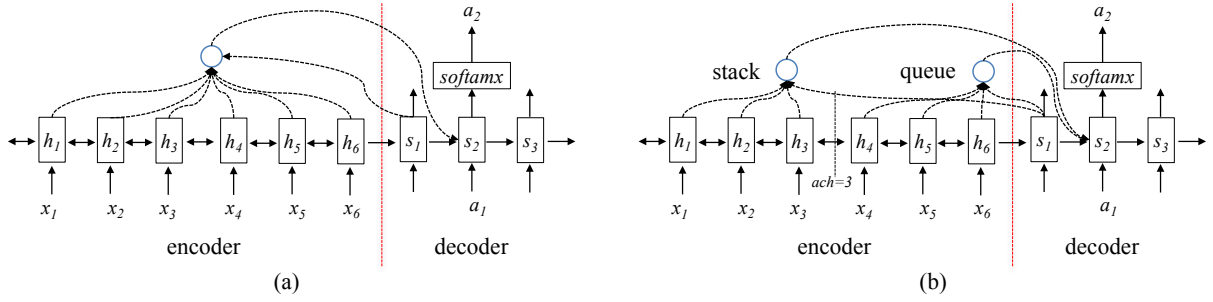 a2 a2
stack queue
softamx softamx
h1 h2 h3 h4 h5 h6 s1 s2 s3 h1 h2 h3 h4 h5 h6 s1 s2 s3
ach=3
x1 x2 x3 x4 x5 x6 a1 x1 x2 x3 x4 x5 x6 a1
encoder decoder encoder decoder
(a) (b)